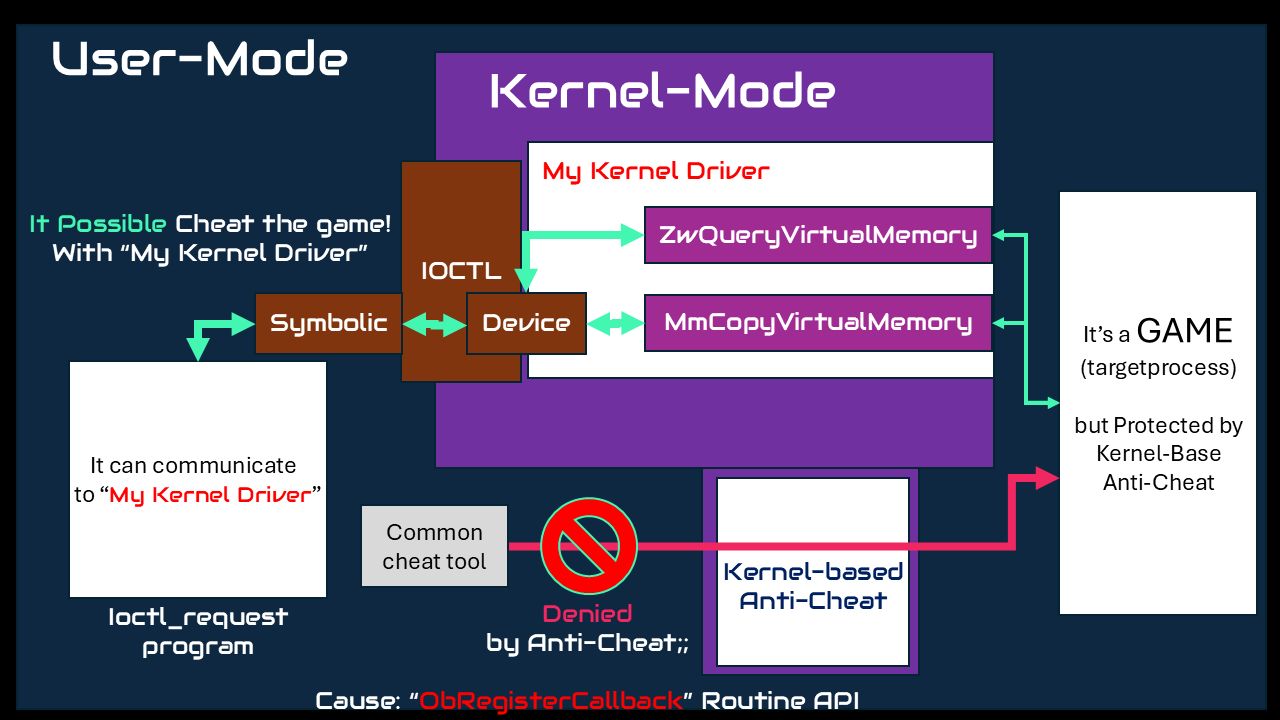 User-Mode
Kernel-Mode
My Kernel Driver
It Possible Cheat the game!
With “My Kernel Driver”
IOCTL
ZwQueryVirtualMemory
Symbolic
Device
MmCopyVirtualMemory
It’s a GAME
(targetprocess)
but Protected by
Kernel-Base
Anti-Cheat
It can communicate
to “My Kernel Driver”
Ioctl_request
program
Common
cheat tool
Denied
by Anti-Cheat;;
Kernel-based
Anti-Cheat
Cause: “ObRegisterCallback” Routine API